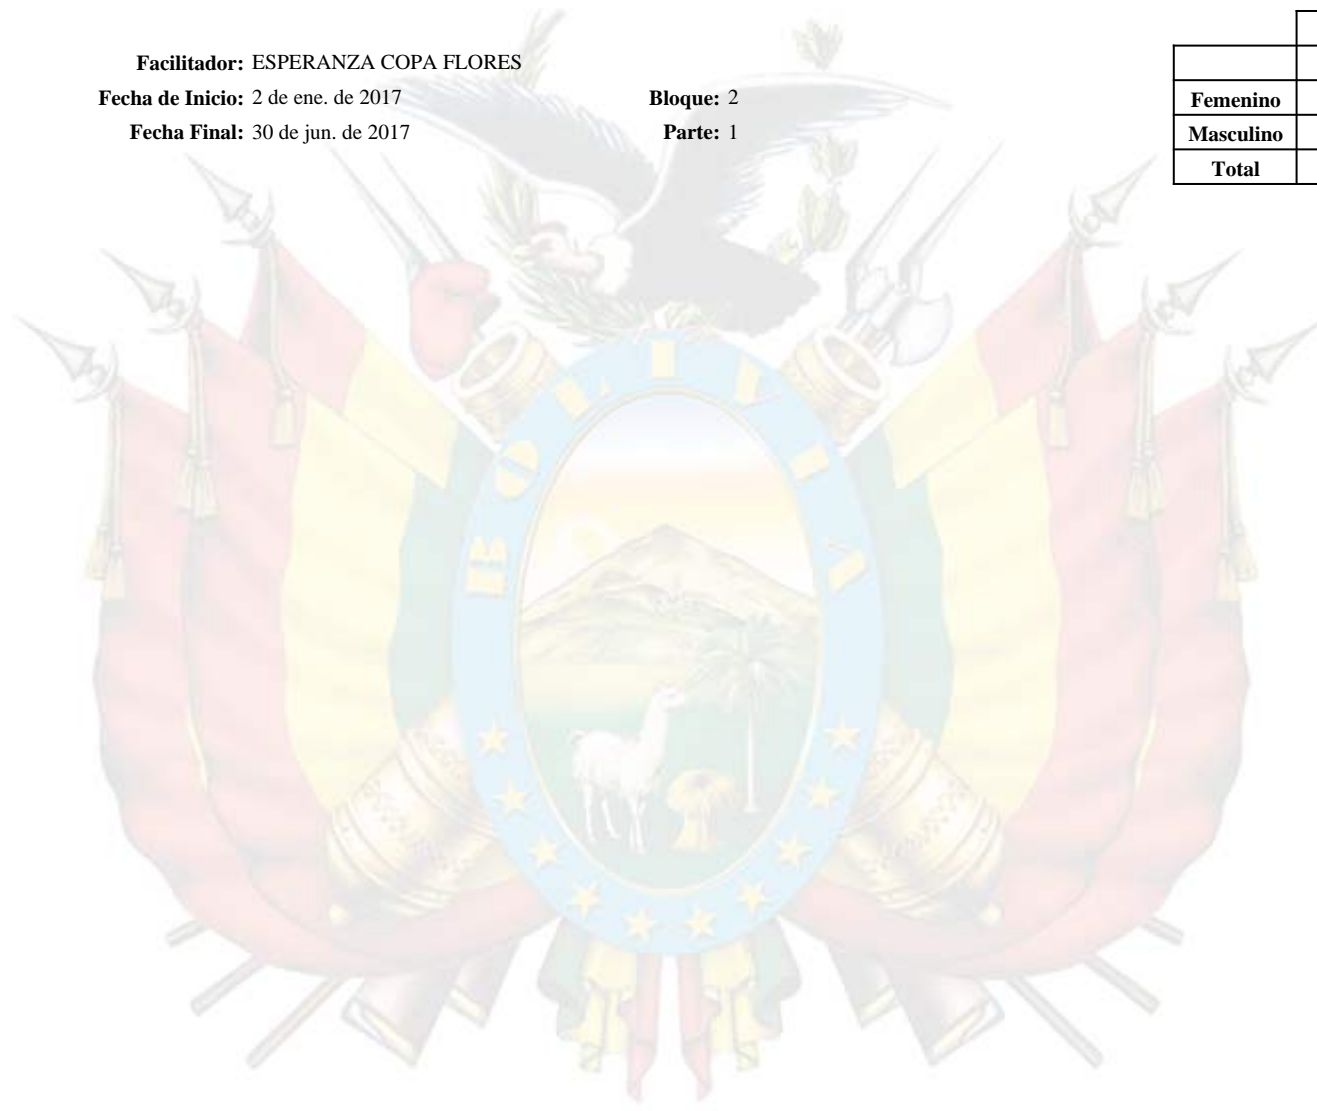 Facilitador: ESPERANZA COPA FLORES
Fecha de Inicio: 2 de ene. de 2017 Bloque: 2
Fecha Final: 30 de jun. de 2017 Parte: 1
Femenino
Masculino
Total
BOLIVIA